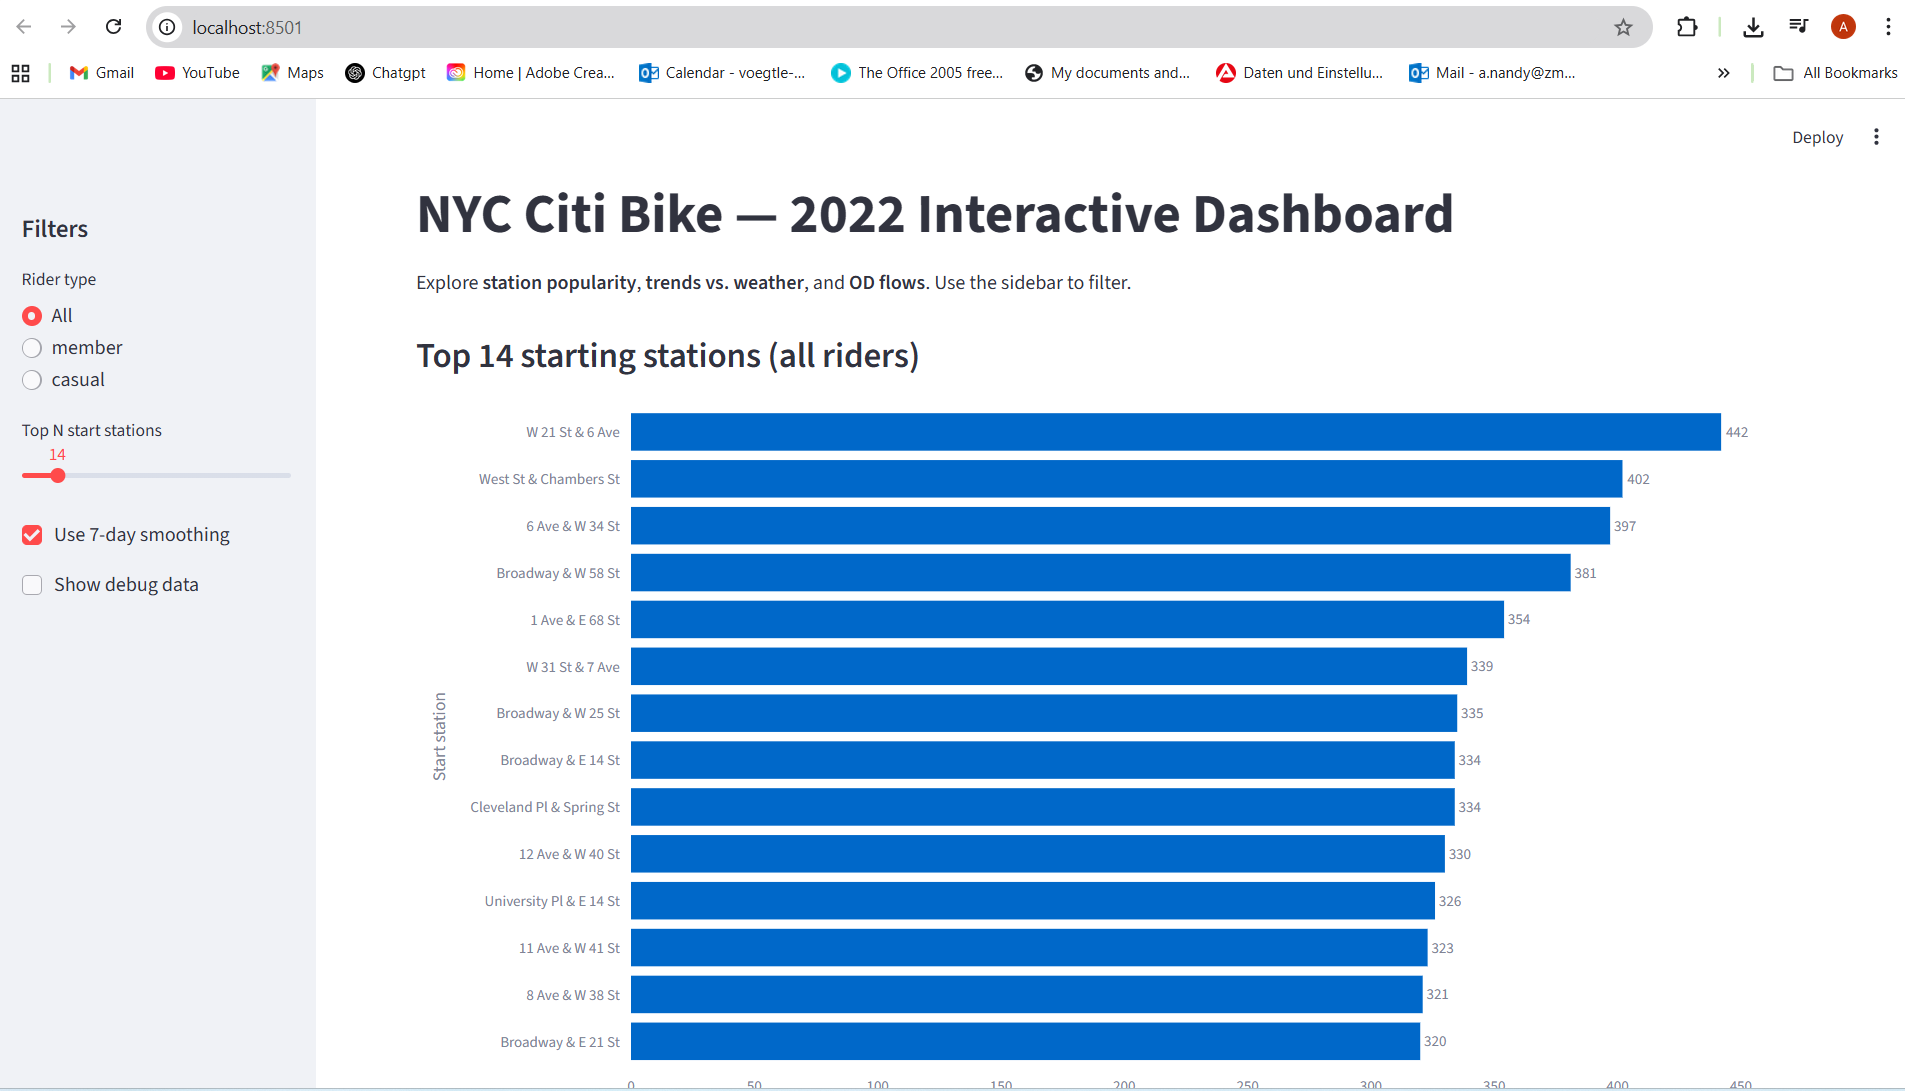 localhost:8501
A
Gmail YouTube Maps Chatgpt Home | Adobe Crea... Calendar - voegtle-... The Office 2005 free... My documents and... Daten und Einstellu... Mail - a.nandy@zm... » All Bookmarks
Deploy
Filters
Rider type
All
member
casual
Top N start stations
14
Use 7-day smoothing
Show debug data
NYC Citi Bike — 2022 Interactive Dashboard
Explore station popularity, trends vs. weather, and OD flows. Use the sidebar to filter.
Top 14 starting stations (all riders)
Start station
W 21 St & 6 Ave 442
West St & Chambers St 402
6 Ave & W 34 St 397
Broadway & W 58 St 381
1 Ave & E 68 St 354
W 31 St & 7 Ave 339
Broadway & W 25 St 335
Broadway & E 14 St 334
Cleveland Pl & Spring St 334
12 Ave & W 40 St 330
University Pl & E 14 St 326
11 Ave & W 41 St 323
8 Ave & W 38 St 321
Broadway & E 21 St 320
0 50 100 150 200 250 300 350 400 450